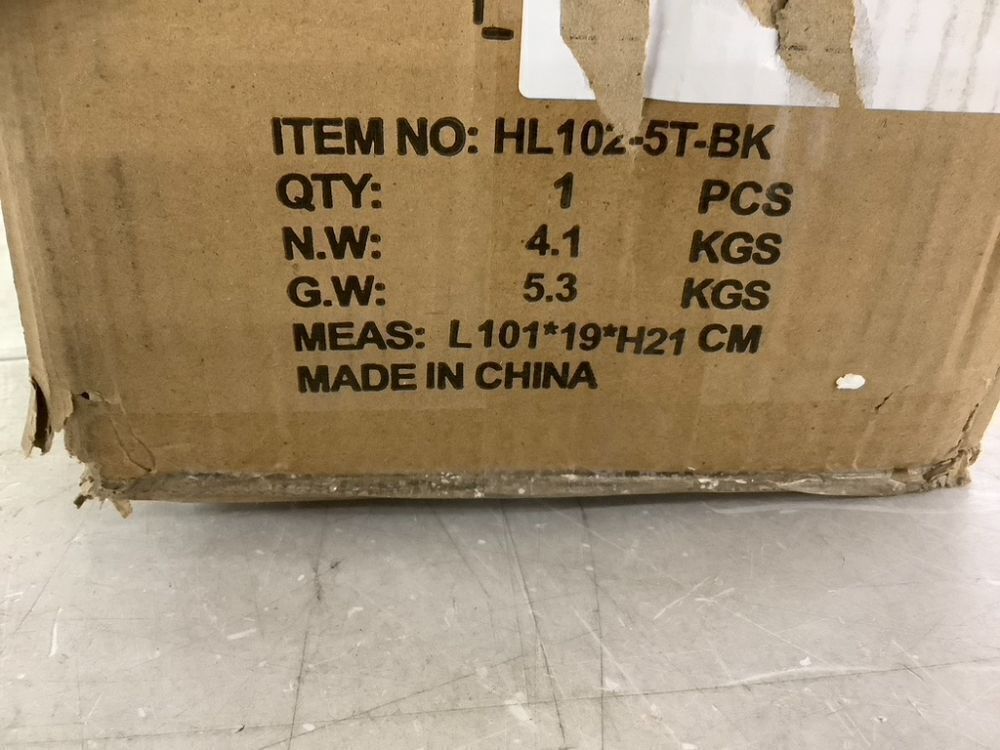 ITEM NO: HL102-5T-BK
QTY: 1 PCS
N.W: 4.1 KGS
G.W: 5.3 KGS
MEAS: L101*19*H21 CM
MADE IN CHINA